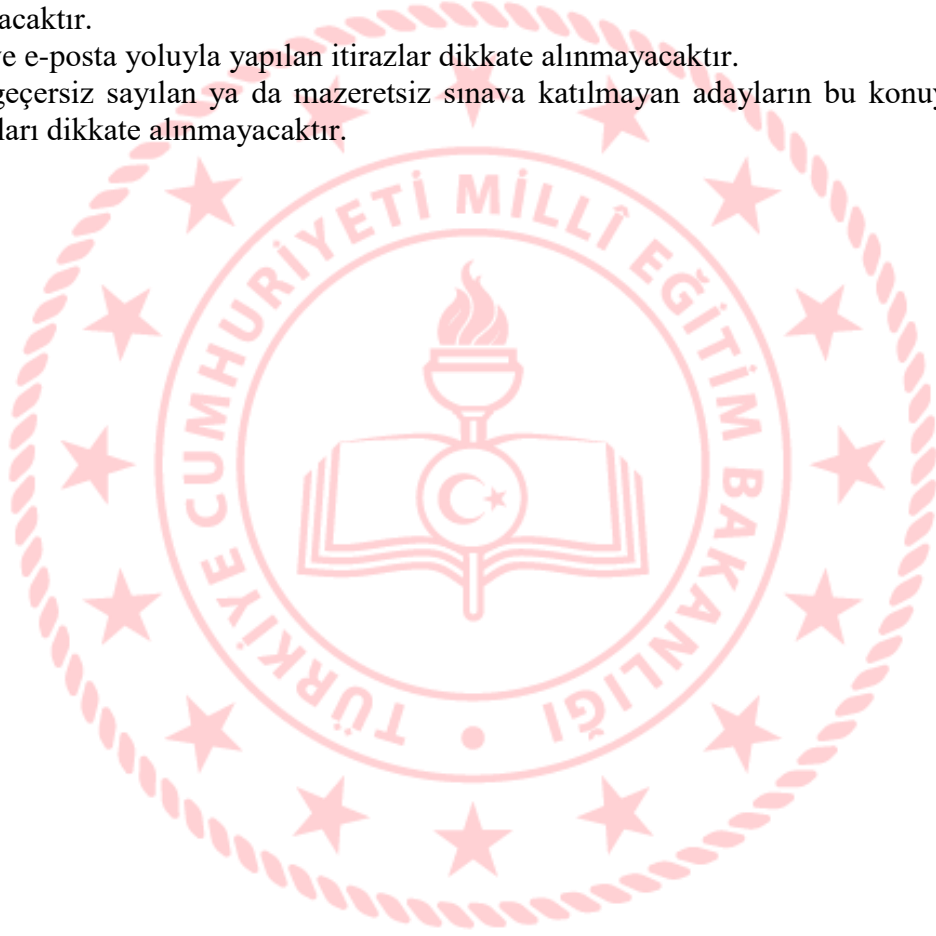 acaktır.
ve e-posta yoluyla yapılan itirazlar dikkate alınmayacaktır.
geçersiz sayılan ya da mazeretsiz sınava katılmayan adayların bu konuy
ları dikkate alınmayacaktır.
TÜRKİYE CUMHURİYETİ MİLLÎ EĞİTİM BAKANLIĞI